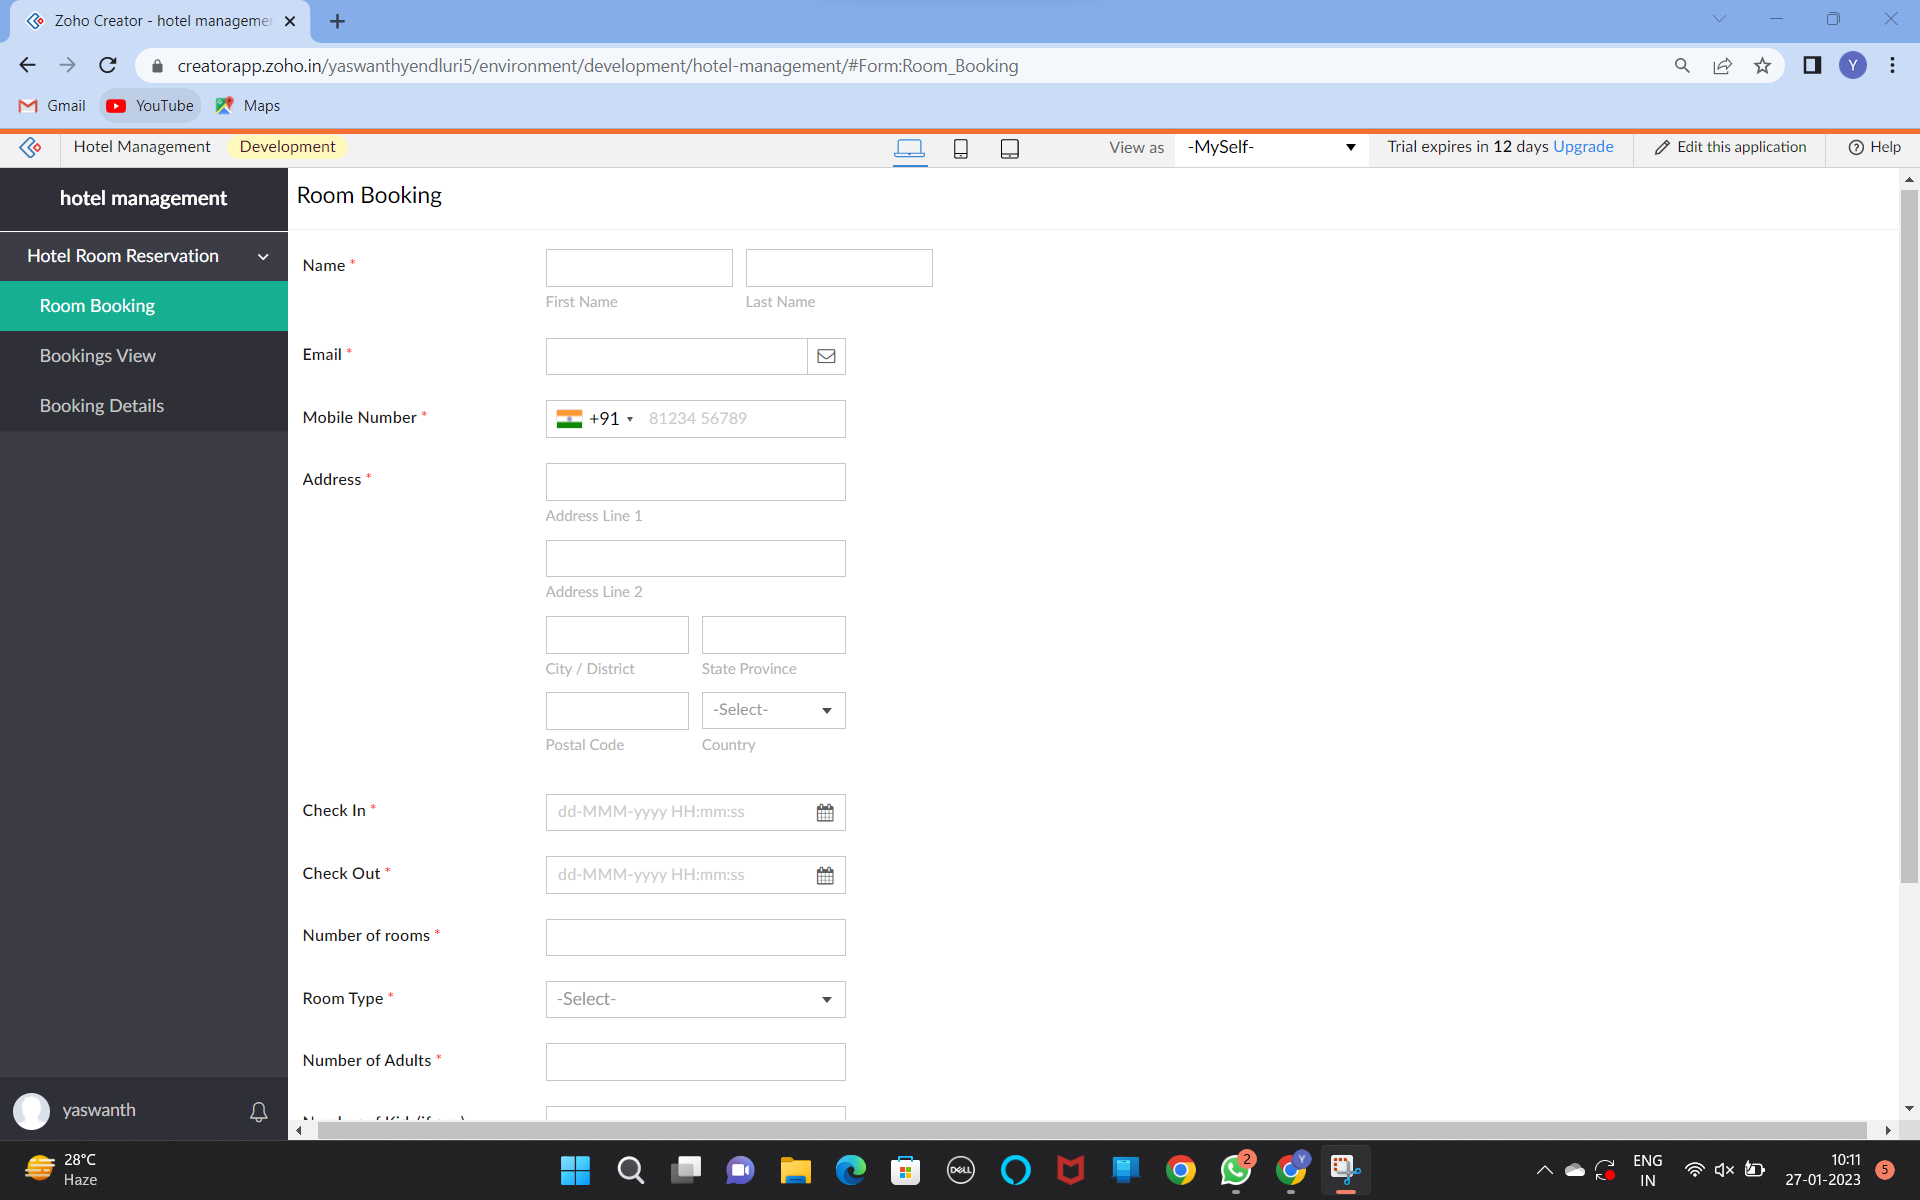 Zoho Creator - hotel managemer
creatorapp.zoho.in/yaswanthyendluri5/environment/development/hotel-management/#Form:Room_Booking
Y
Gmail
YouTube
Maps
Hotel Management
Development
View as
-MySelf-
Trial expires in 12 days Upgrade
Edit this application
Help
hotel management
Hotel Room Reservation
Room Booking
Bookings View
Booking Details
yaswanth
Room Booking
Name *
First Name
Last Name
Email *
Mobile Number *
+91
81234 56789
Address *
Address Line 1
Address Line 2
City / District
State Province
-Select-
Postal Code
Country
Check In *
dd-MMM-yyyy HH:mm:ss
Check Out *
dd-MMM-yyyy HH:mm:ss
Number of rooms *
Room Type *
-Select-
Number of Adults *
28°C
Haze
DELL
2
Y
ENG
IN
10:11
27-01-2023
5